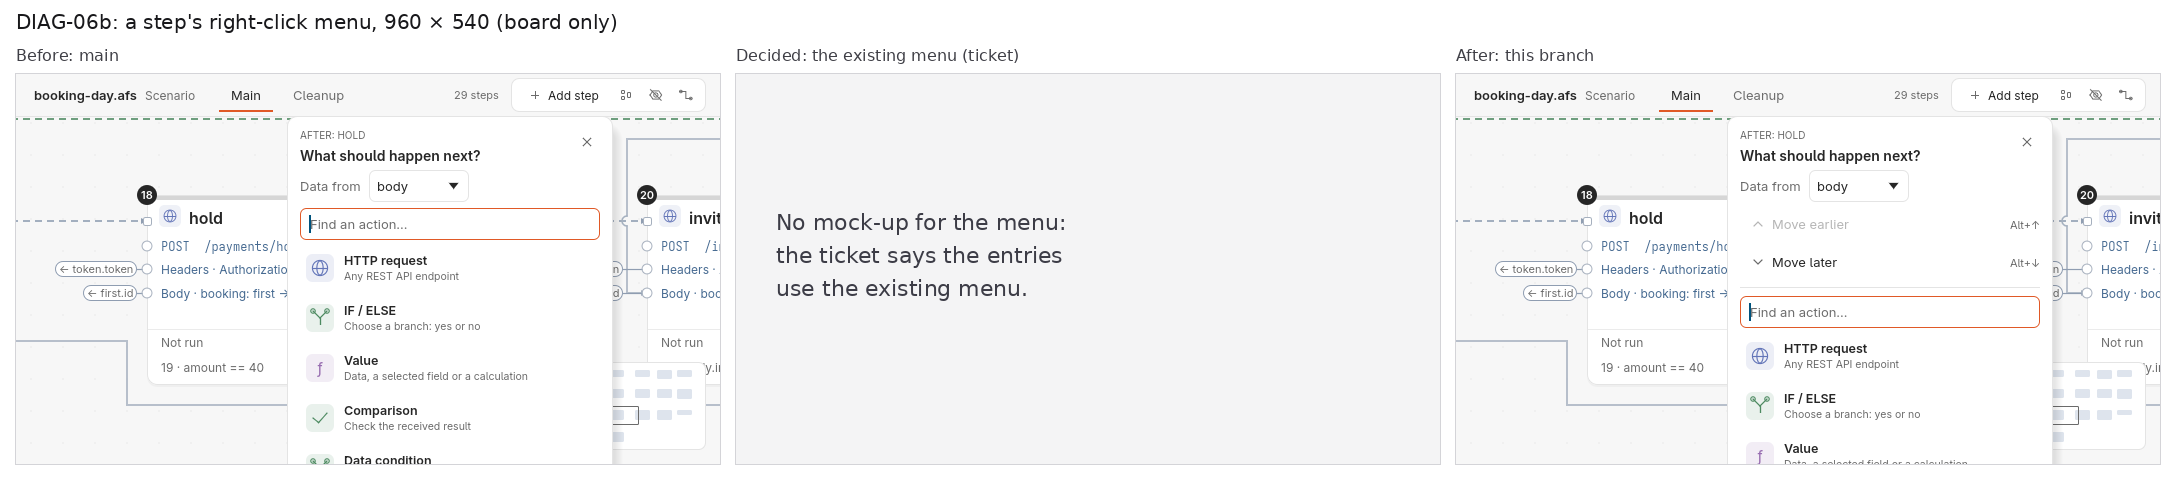 DIAG-06b: a step's right-click menu, 960 × 540 (board only)
Before: main
booking-day.afs Scenario Main Cleanup 29 steps + Add step
AFTER: HOLD
What should happen next?
Data from body
18
hold
POST /payments/ho
← token.token
Headers · Authorizatio
← first.id
Body · booking: first →
Not run
19 · amount == 40
Find an action...
HTTP request
Any REST API endpoint
IF / ELSE
Choose a branch: yes or no
Value
Data, a selected field or a calculation
Comparison
Check the received result
Data condition
20
invit
POST /i
Headers ·
Body · boo
Not run
Decided: the existing menu (ticket)
No mock-up for the menu:
the ticket says the entries
use the existing menu.
After: this branch
booking-day.afs Scenario Main Cleanup 29 steps + Add step
AFTER: HOLD
What should happen next?
Data from body
18
hold
POST /payments/ho
← token.token
Headers · Authorizatio
← first.id
Body · booking: first →
Not run
19 · amount == 40
Move earlier Alt+↑
Move later Alt+↓
Find an action...
HTTP request
Any REST API endpoint
IF / ELSE
Choose a branch: yes or no
Value
Data, a selected field or a calculation
20
invit
POST /i
Headers ·
Body · boo
Not run